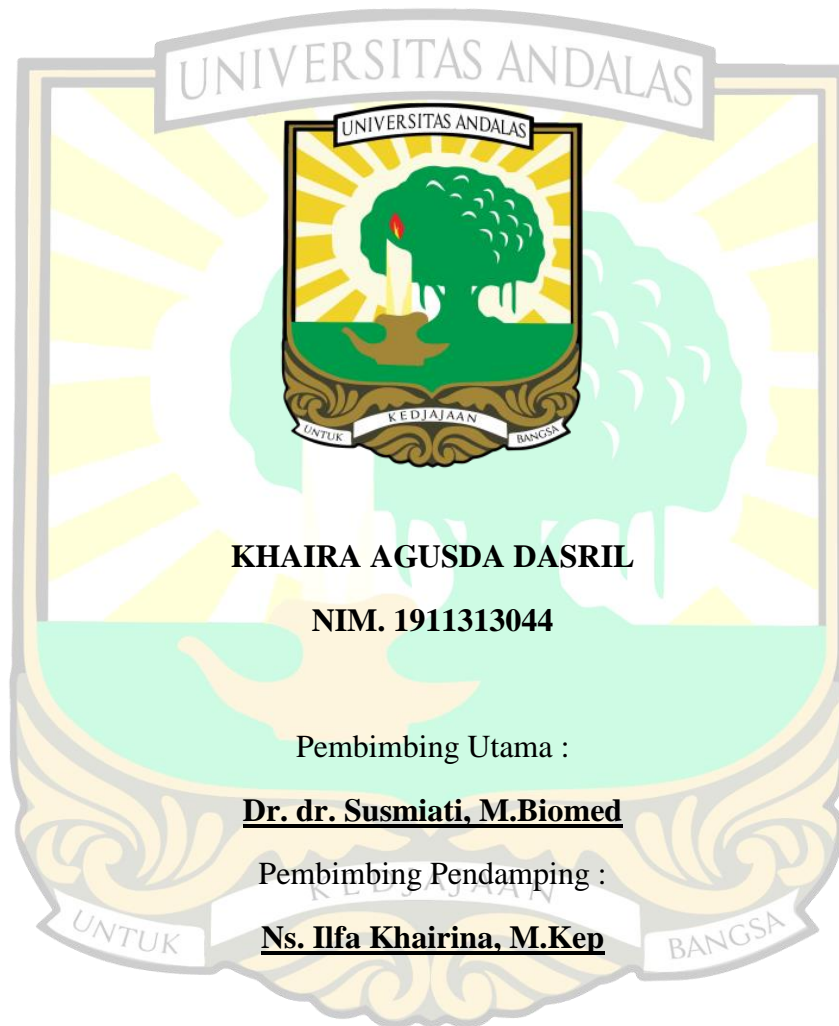 UNIVERSITAS ANDALAS
UNIVERSITAS ANDALAS
KEDJAJAAN
UNTUK BANGSA
KHAIRA AGUSDA DASRIL
NIM. 1911313044
Pembimbing Utama :
Dr. dr. Susmiati, M.Biomed
Pembimbing Pendamping :
KEDJAJAAN
Ns. Ilfa Khairina, M.Kep
UNTUK BANGSA